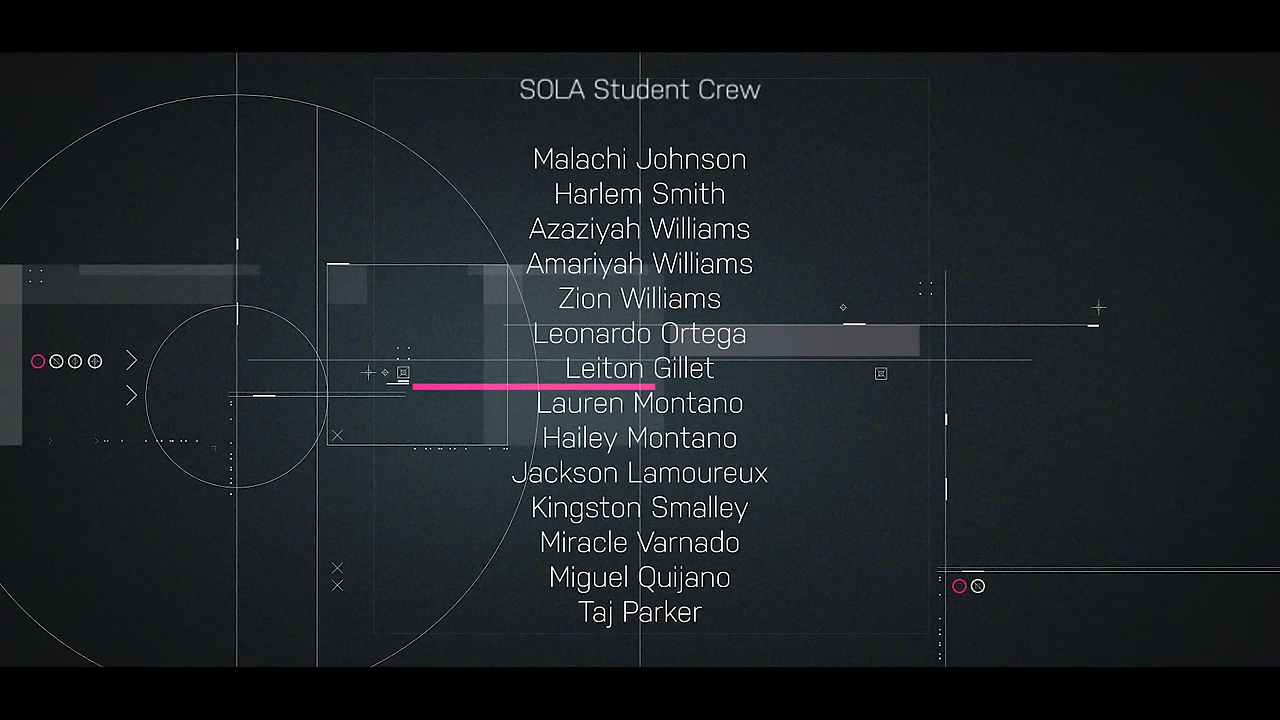 SOLA Student Crew
Malachi Johnson
Harlem Smith
Azaziyah Williams
Amariyah Williams
Zion Williams
Leonardo Ortega
Leiton Gillet
Lauren Montano
Hailey Montano
Jackson Lamoureux
Kingston Smalley
Miracle Varnado
Miguel Quijano
Taj Parker